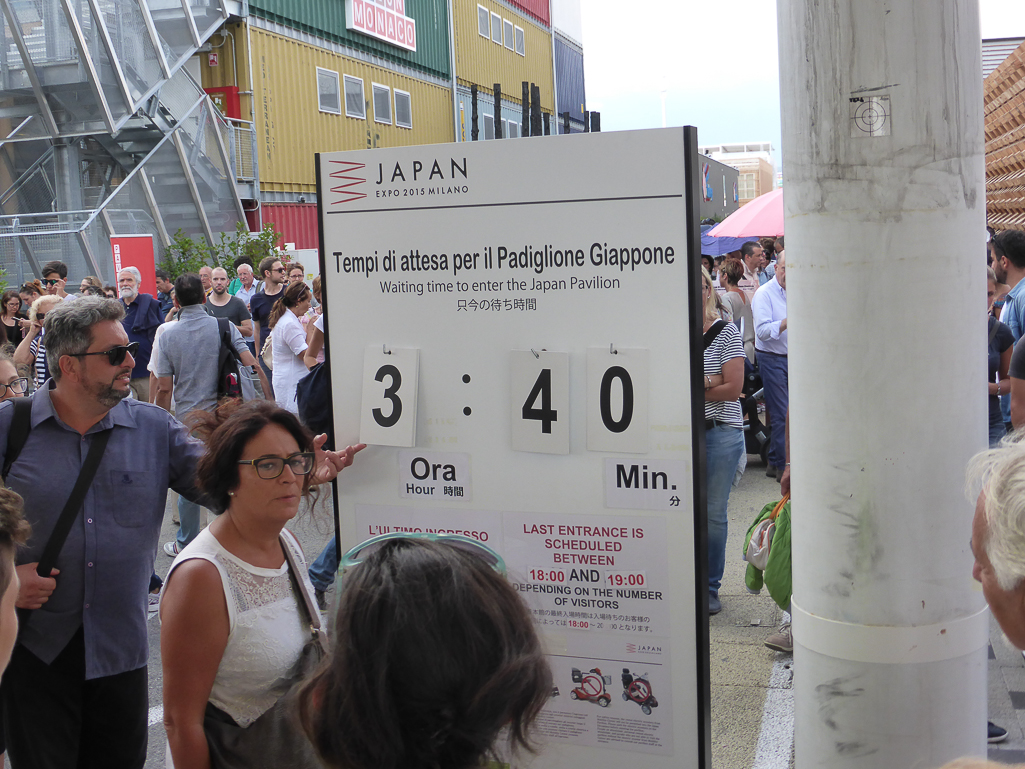 MONACO
JAPAN
EXPO 2015 MILANO
Tempi di attesa per il Padiglione Giappone
Waiting time to enter the Japan Pavilion
只今の待ち時間
3 : 40
Ora
Hour 時間
Min.
分
L'ULTIMO INGRESSO
LAST ENTRANCE IS
SCHEDULED
BETWEEN
18:00 AND 19:00
DEPENDING ON THE NUMBER
OF VISITORS
JAPAN